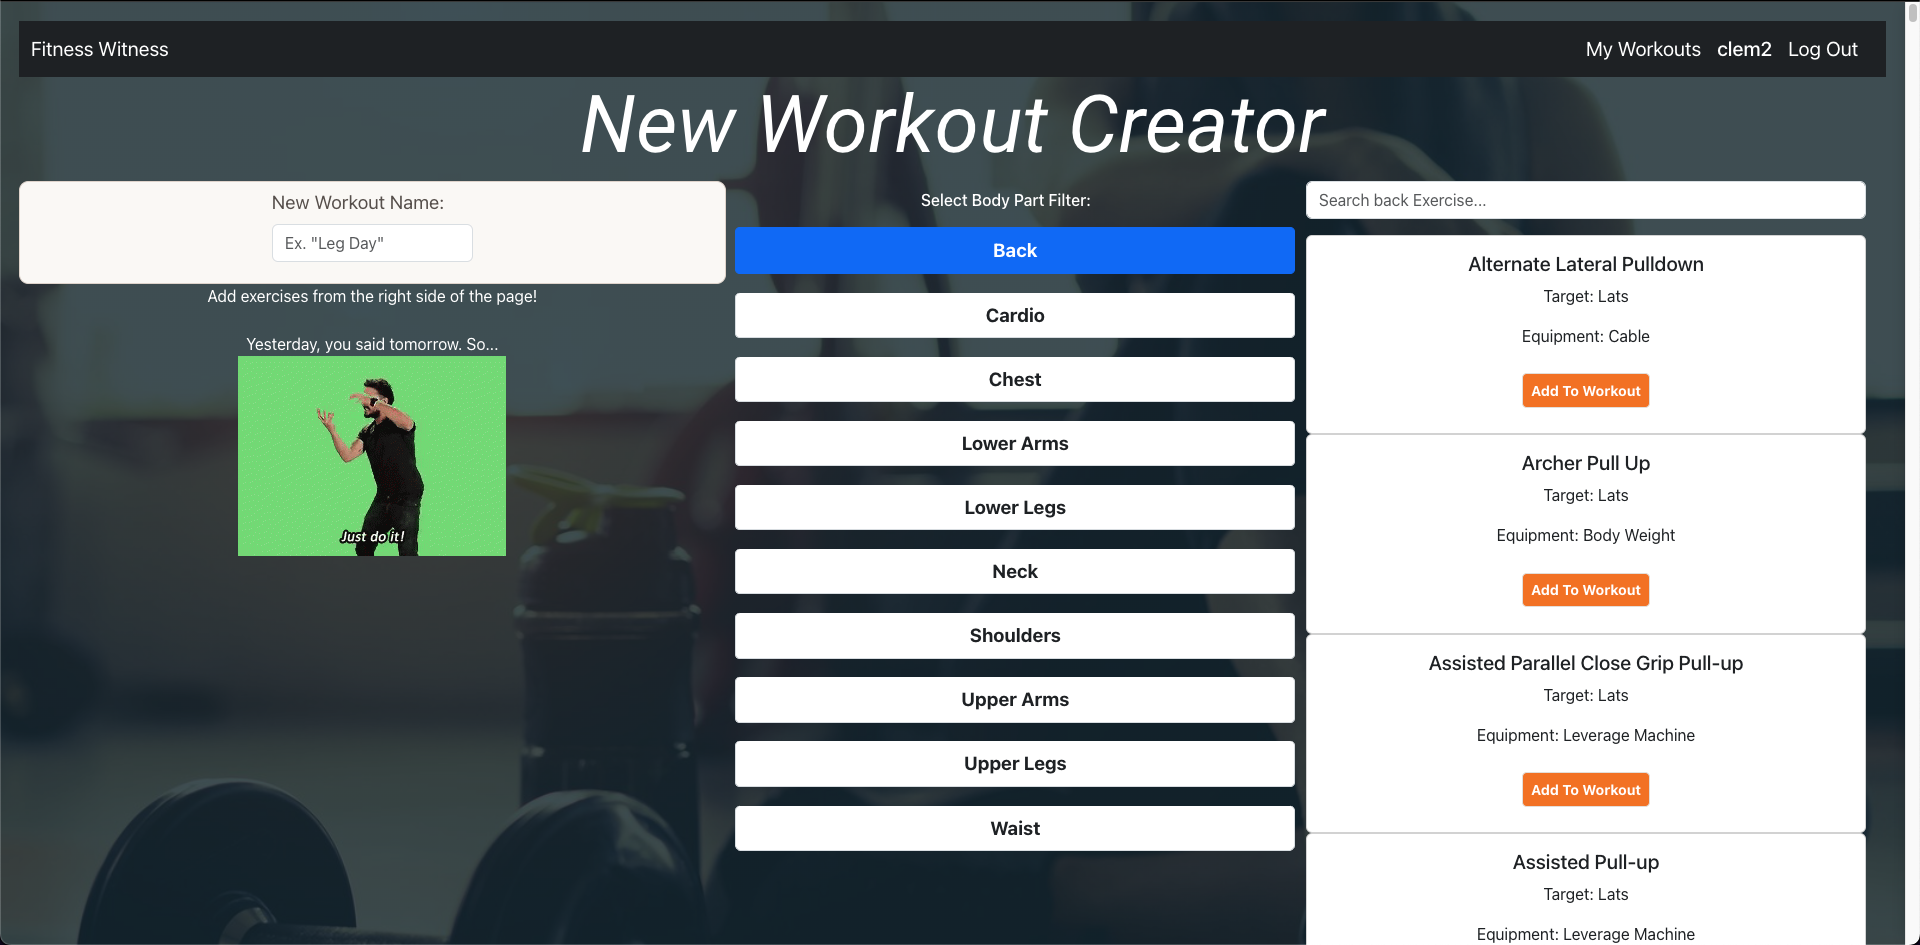 Fitness Witness
My Workouts clem2 Log Out
New Workout Creator
New Workout Name:
Ex. "Leg Day"
Add exercises from the right side of the page!
Yesterday, you said tomorrow. So...
Just do it!
Select Body Part Filter:
Back
Cardio
Chest
Lower Arms
Lower Legs
Neck
Shoulders
Upper Arms
Upper Legs
Waist
Search back Exercise...
Alternate Lateral Pulldown
Target: Lats
Equipment: Cable
Add To Workout
Archer Pull Up
Target: Lats
Equipment: Body Weight
Add To Workout
Assisted Parallel Close Grip Pull-up
Target: Lats
Equipment: Leverage Machine
Add To Workout
Assisted Pull-up
Target: Lats
Equipment: Leverage Machine